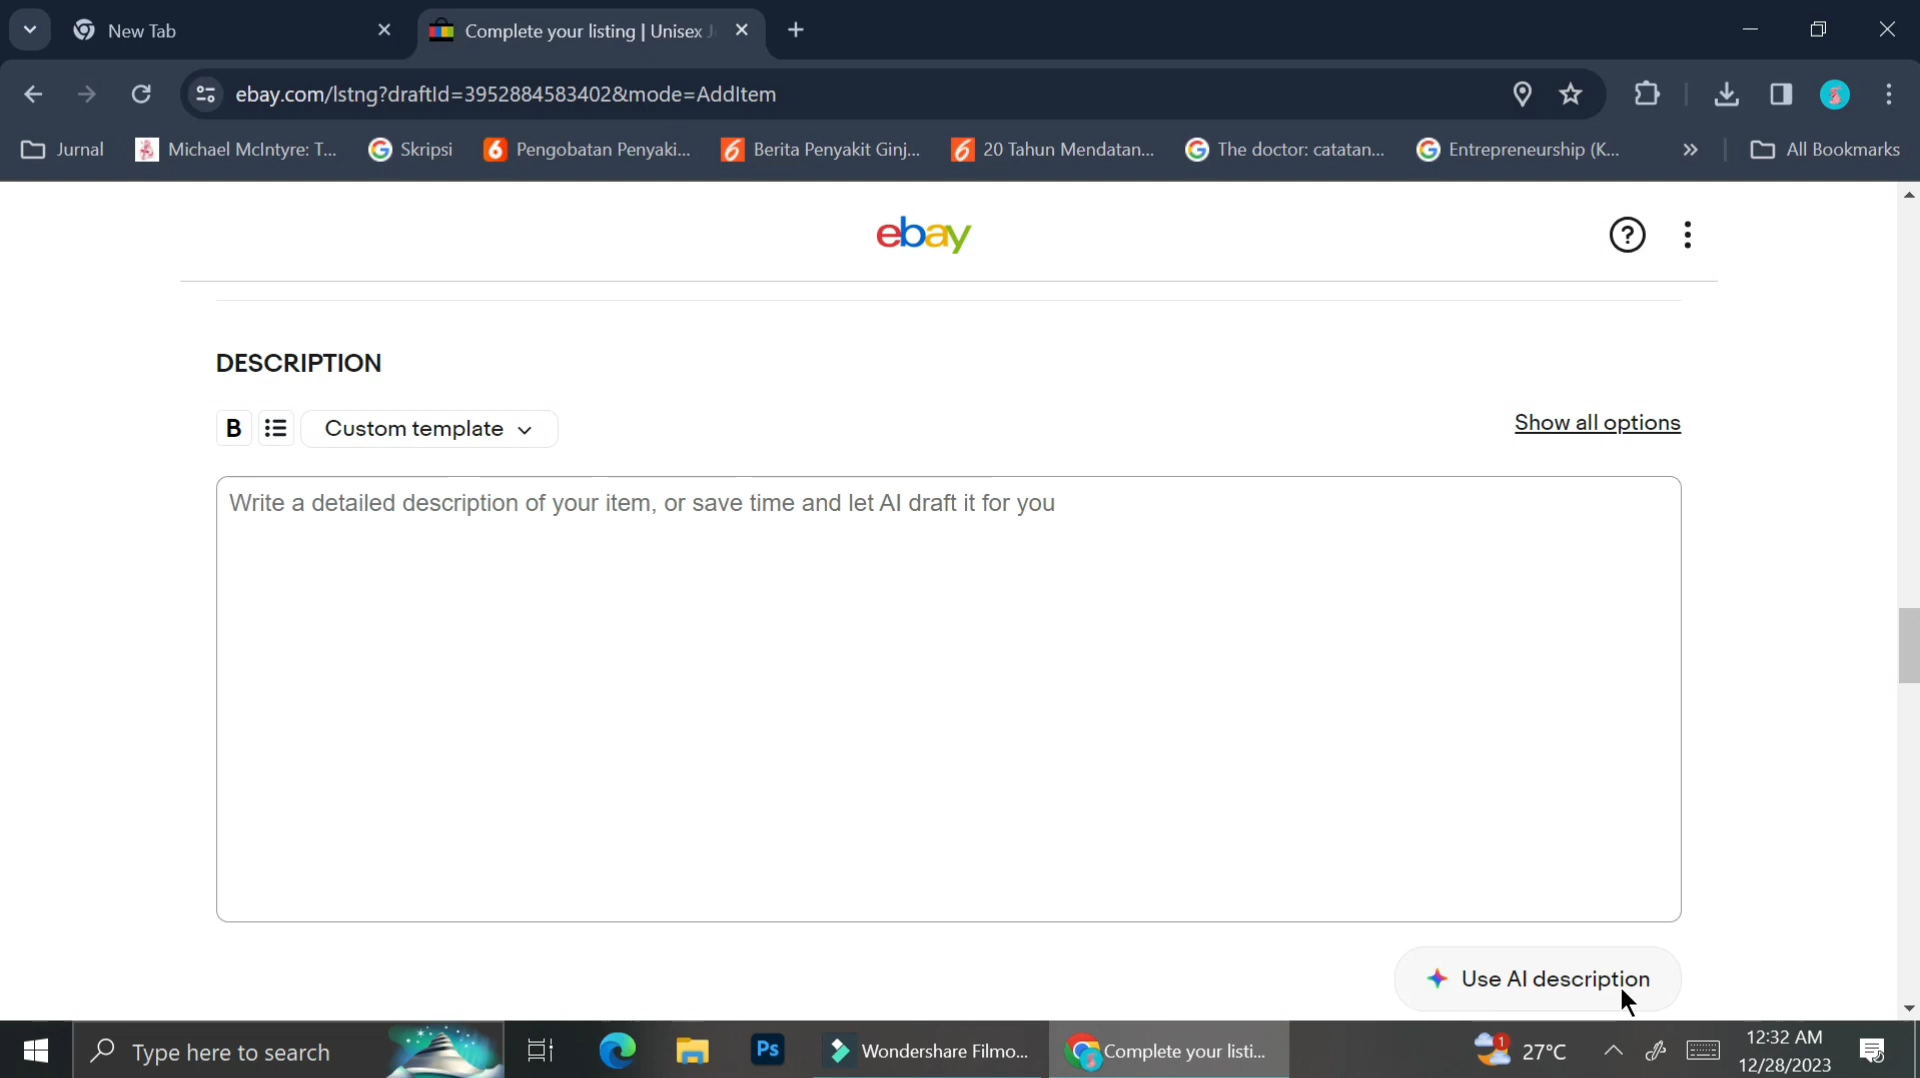 New Tab
Complete your listing | Unisex J
ebay.com/lstng?draftId=3952884583402&mode=AddItem
Jurnal
Michael McIntyre: T...
Skripsi
Pengobatan Penyaki...
Berita Penyakit Ginj...
20 Tahun Mendatan...
The doctor: catatan...
Entrepreneurship (K...
»
All Bookmarks
ebay
DESCRIPTION
B
Custom template
Show all options
Write a detailed description of your item, or save time and let AI draft it for you
Use AI description
Type here to search
Ps
Wondershare Filmo...
Complete your listi...
1
27°C
12:32 AM
12/28/2023